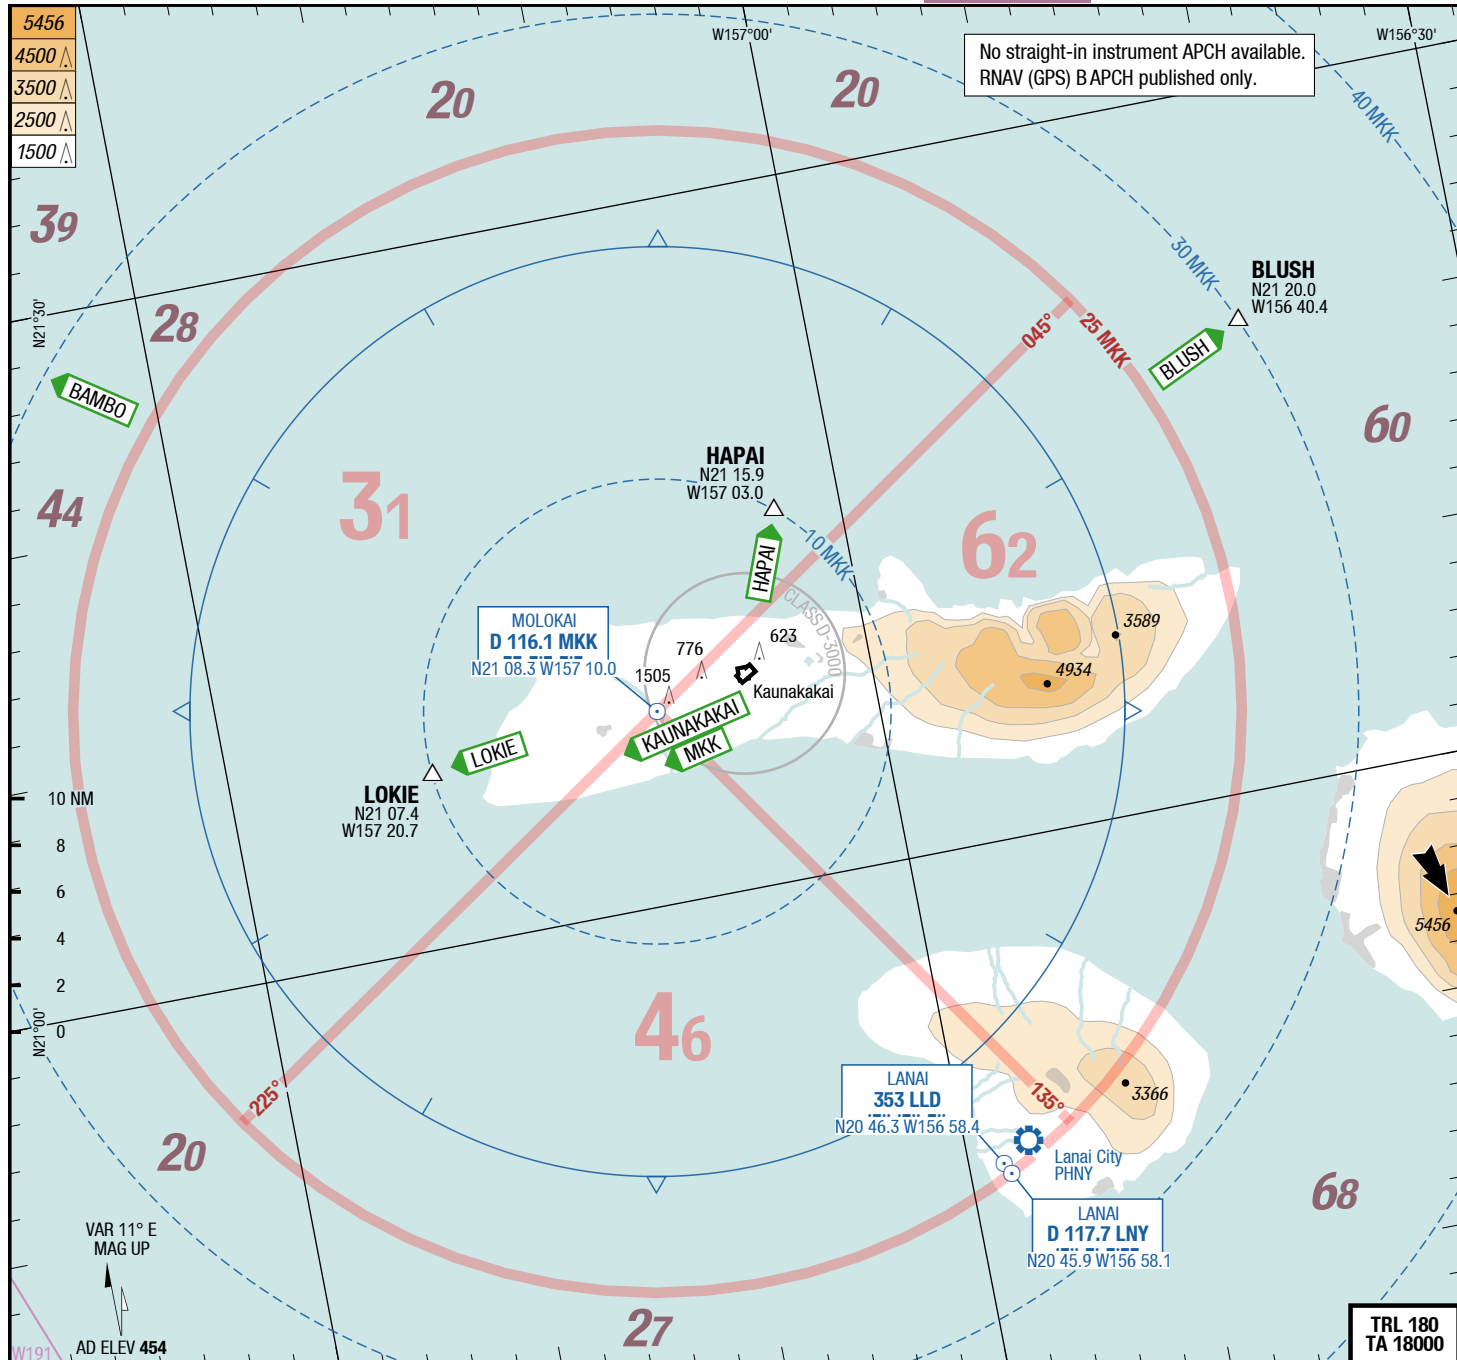 5456
4500
3500
2500
1500
W157°00'
W156°30'
No straight-in instrument APCH available.
RNAV (GPS) B APCH published only.
20
20
40 MKK
39
30 MKK
BLUSH
N21 20.0
W156 40.4
N21°30'
28
045°
25 MKK
BLUSH
BAMBO
60
HAPAI
N21 15.9
W157 03.0
44
31
62
10 MKK
HAPAI
CLASS D-3000
MOLOKAI
D 116.1 MKK
N21 08.3 W157 10.0
776
623
3589
1505
4934
Kaunakakai
KAUNAKAKAI
MKK
LOKIE
LOKIE
N21 07.4
W157 20.7
10 NM
8
6
4
2
0
5456
N21°00'
46
225°
135°
LANAI
353 LLD
N20 46.3 W156 58.4
3366
20
Lanai City
PHNY
68
LANAI
D 117.7 LNY
N20 45.9 W156 58.1
VAR 11° E
MAG UP
27
AD ELEV 454
W191
TRL 180
TA 18000